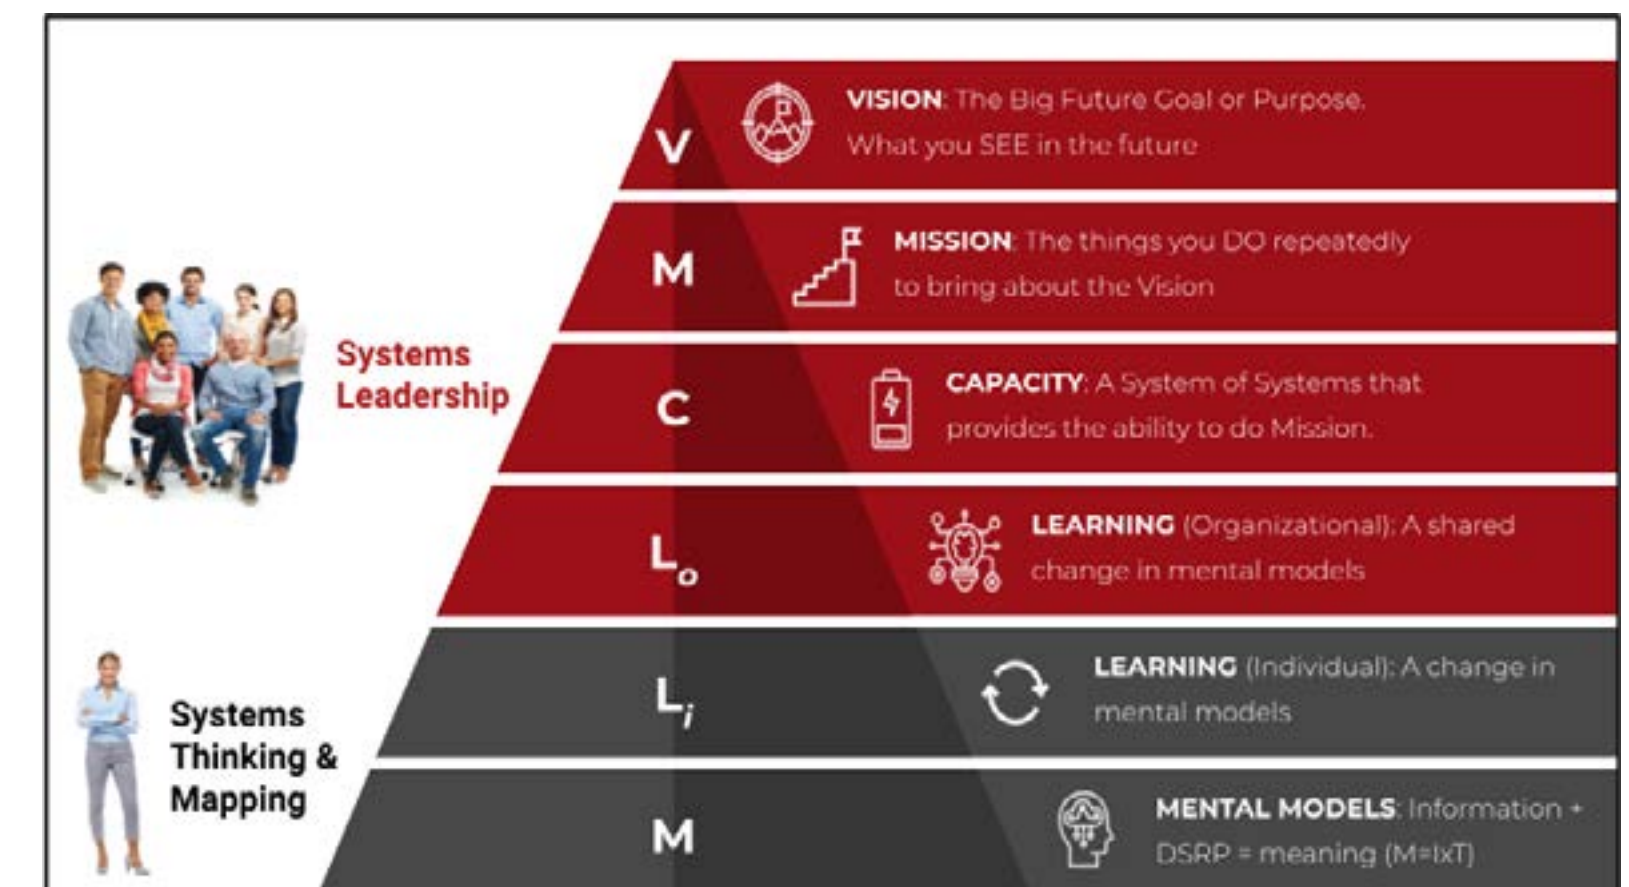 V
VISION: The Big Future Goal or Purpose.
What you SEE in the future
M
MISSION: The things you DO repeatedly
to bring about the Vision
Systems
Leadership
C
CAPACITY: A System of Systems that
provides the ability to do Mission.
Lo
LEARNING (Organizational): A shared
change in mental models
Systems
Thinking &
Mapping
Li
LEARNING (Individual): A change in
mental models
M
MENTAL MODELS: Information +
DSRP = meaning (M=IxT)